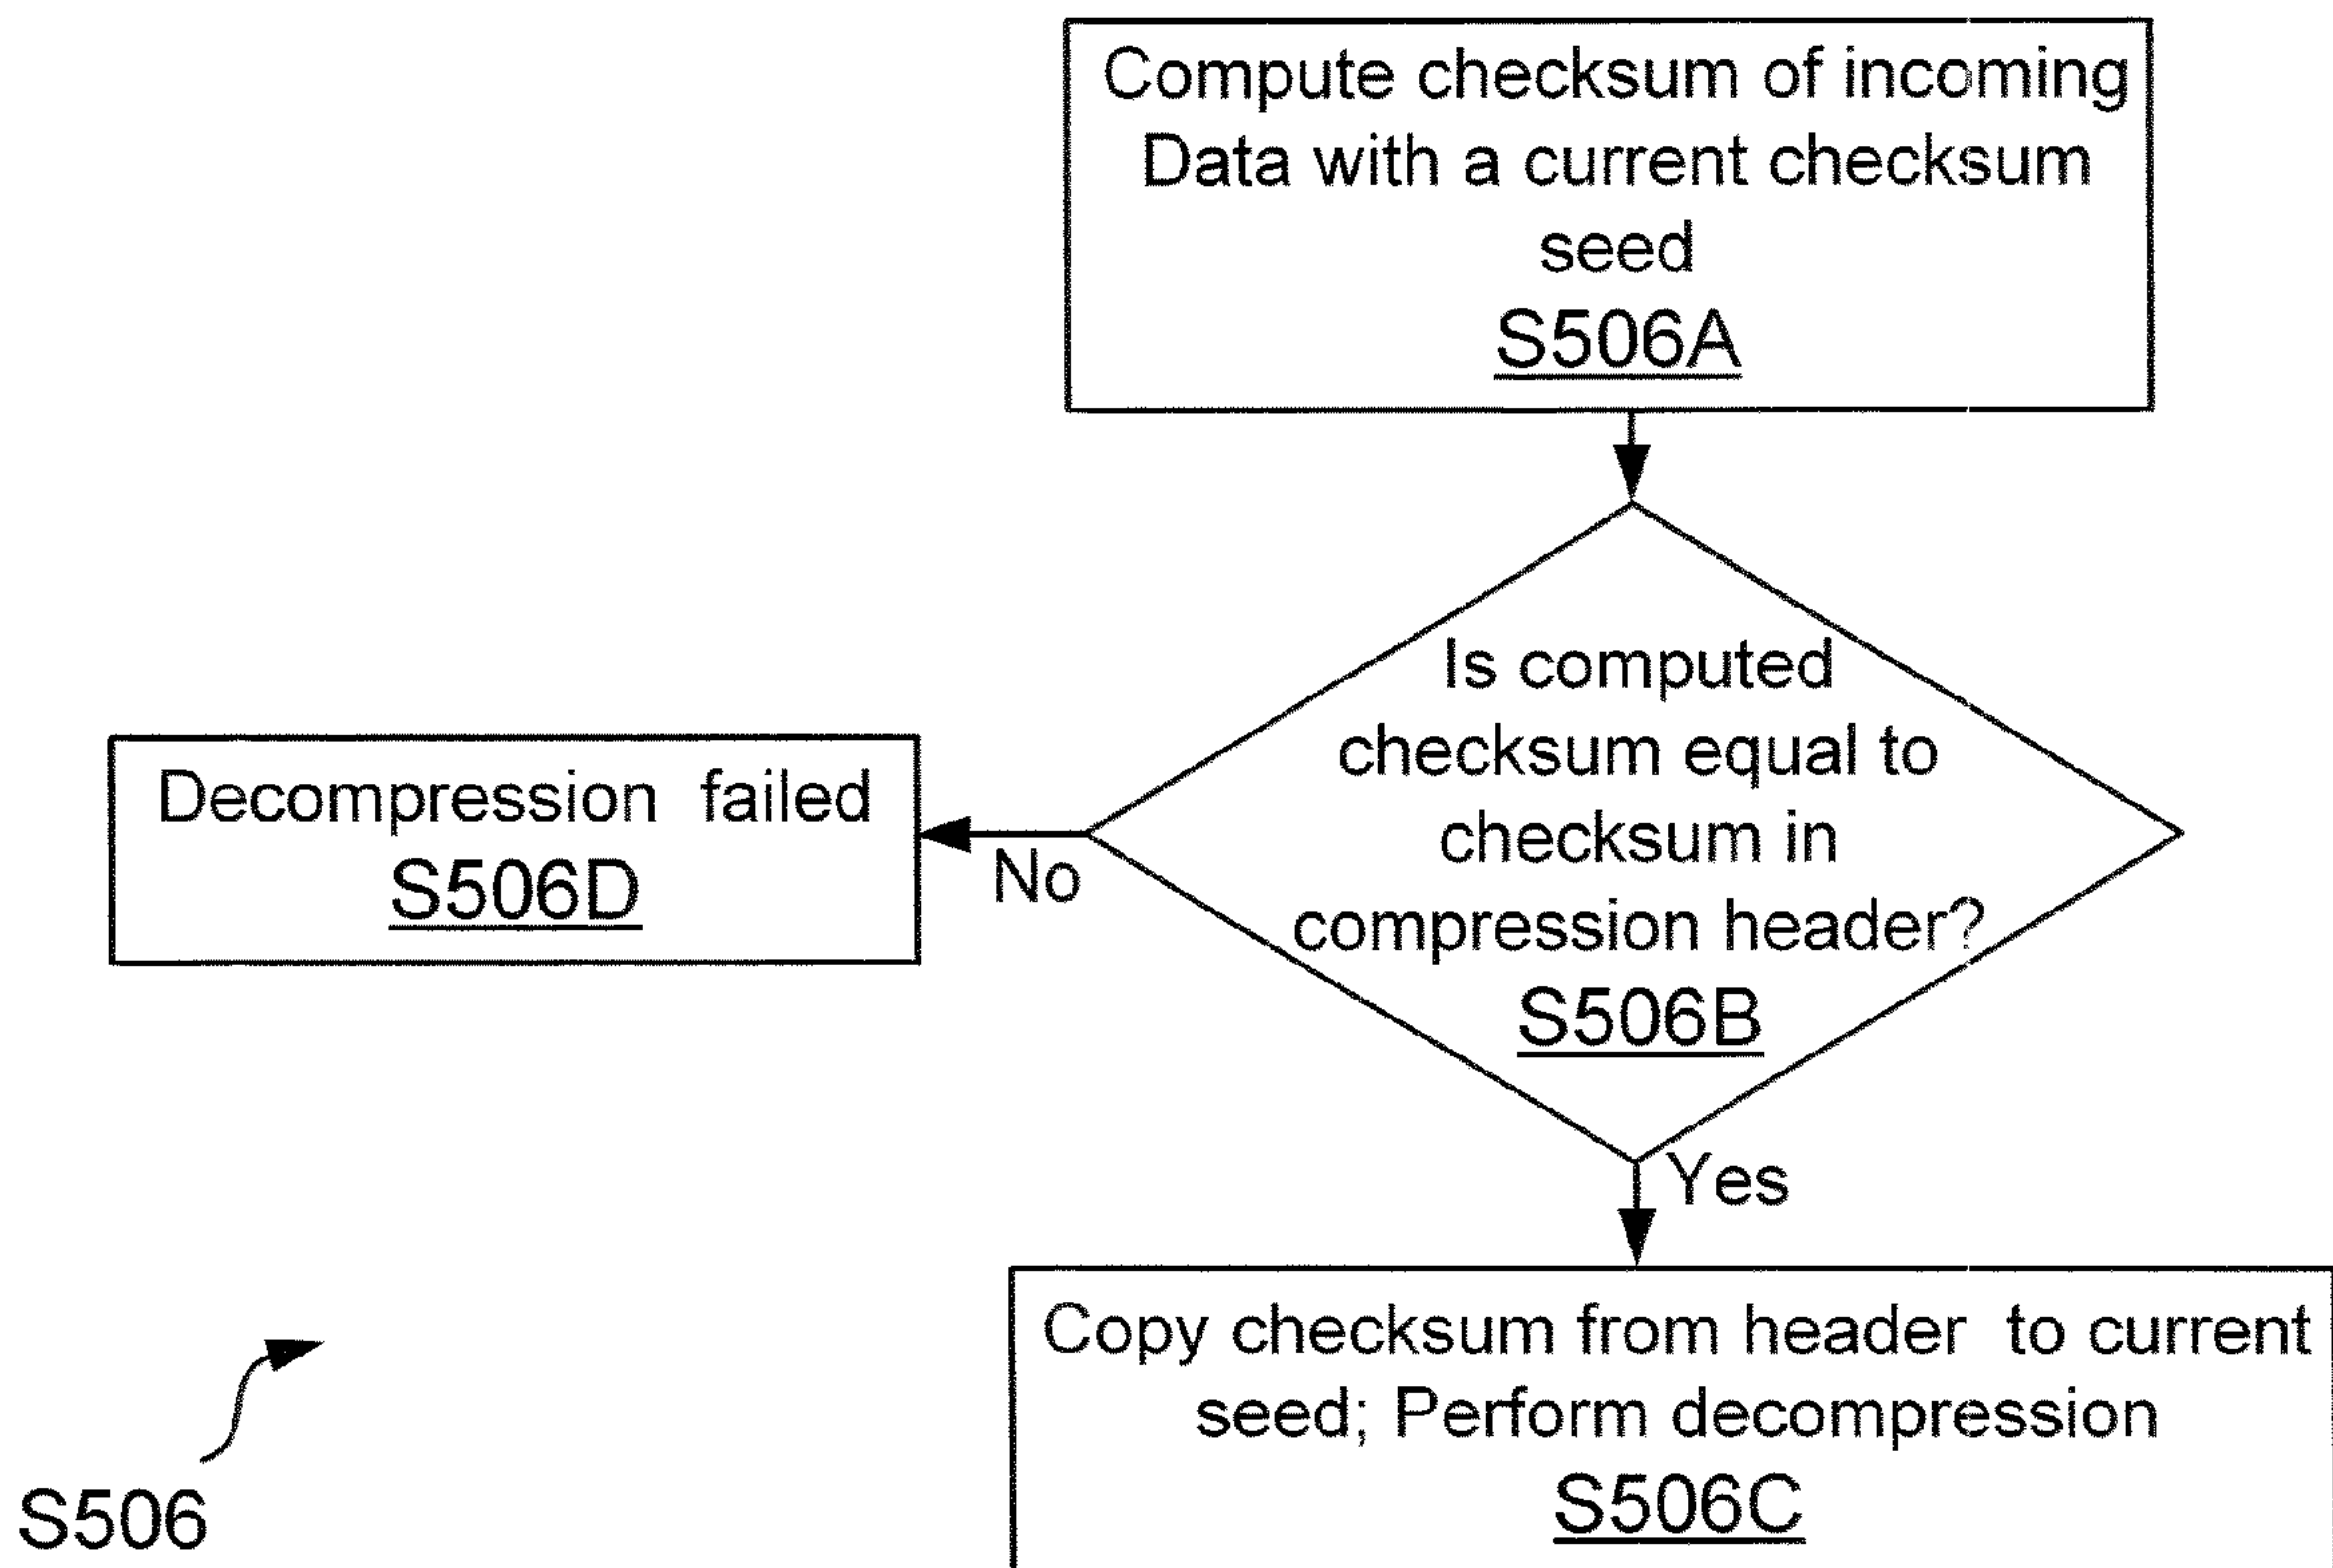 Compute checksum of incoming
Data with a current checksum
seed
S506A
Is computed
checksum equal to
checksum in
compression header?
S506B
Decompression failed
S506D
No
Yes
Copy checksum from header to current
seed; Perform decompression
S506C
S506